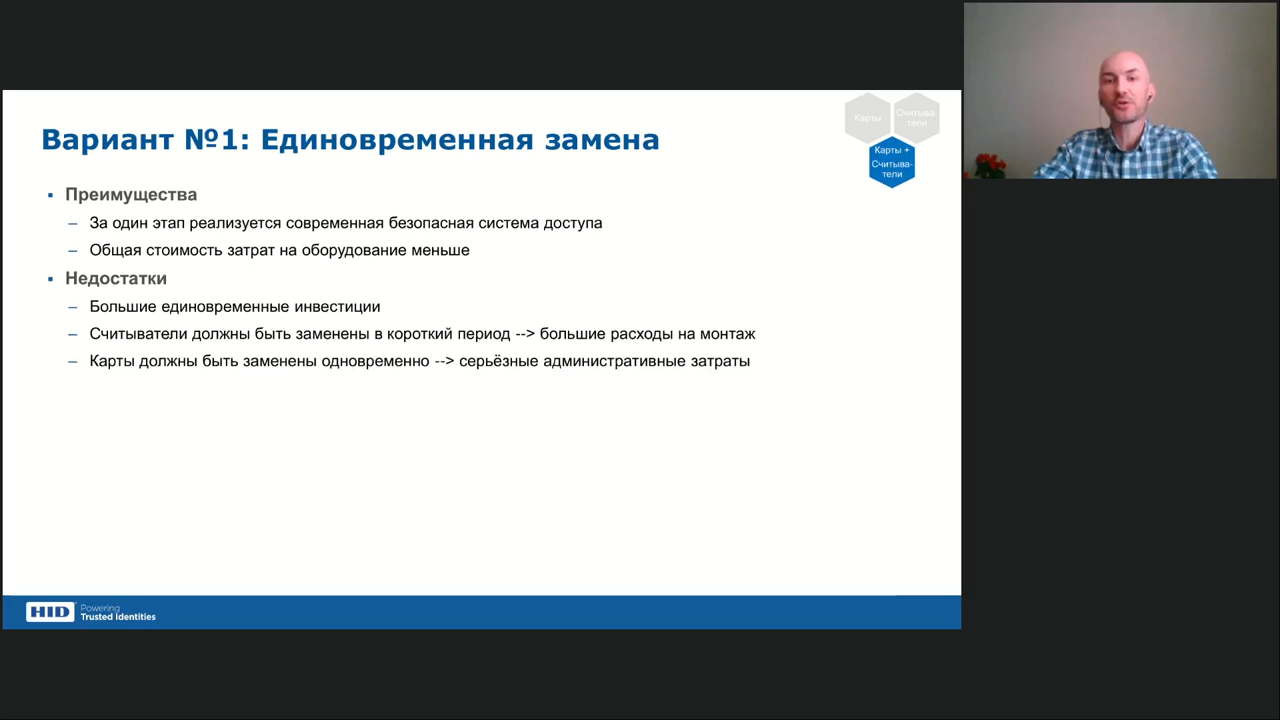 Вариант №1: Единовременная замена
Карты
Считыва-
тели
Карты +
Считыва-
тели
Преимущества
– За один этап реализуется современная безопасная система доступа
– Общая стоимость затрат на оборудование меньше
Недостатки
– Большие единовременные инвестиции
– Считыватели должны быть заменены в короткий период --> большие расходы на монтаж
– Карты должны быть заменены одновременно --> серьёзные административные затраты
HID
Powering
Trusted Identities